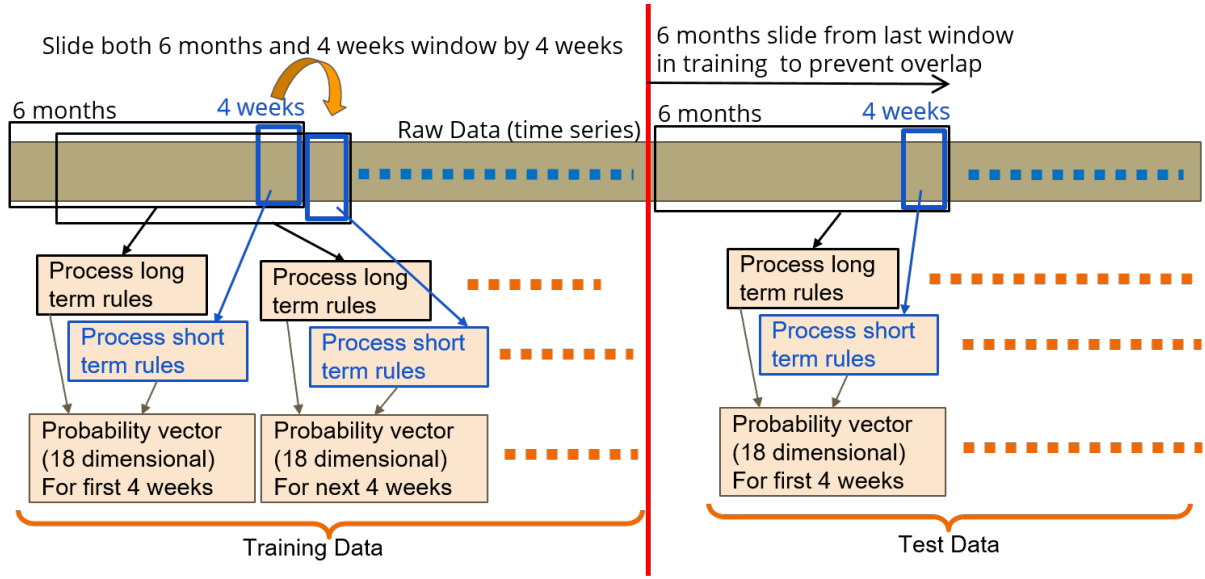 Slide both 6 months and 4 weeks window by 4 weeks
6 months slide from last window
in training to prevent overlap
6 months
4 weeks
Raw Data (time series)
6 months
4 weeks
Process long
term rules
Process short
term rules
Process long
term rules
Process short
term rules
Process long
term rules
Process short
term rules
Probability vector
(18 dimensional)
For first 4 weeks
Probability vector
(18 dimensional)
For next 4 weeks
Probability vector
(18 dimensional)
For first 4 weeks
Training Data
Test Data